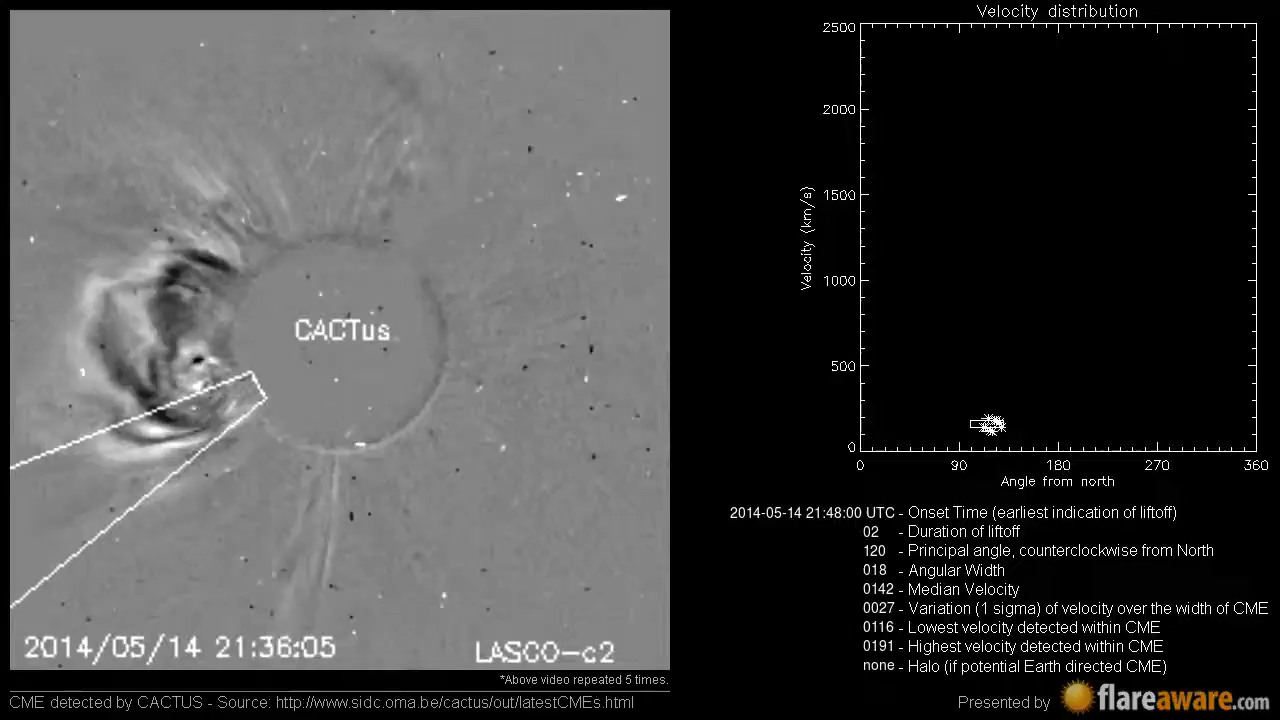 Velocity distribution
2500
2000
1500
1000
500
0
Velocity (km/s)
0 90 180 270 360
Angle from north
CACTus
2014/05/14 21:36:05 LASCO-c2
*Above video repeated 5 times.
2014-05-14 21:48:00 UTC - Onset Time (earliest indication of liftoff)
02 - Duration of liftoff
120 - Principal angle, counterclockwise from North
018 - Angular Width
0142 - Median Velocity
0027 - Variation (1 sigma) of velocity over the width of CME
0116 - Lowest velocity detected within CME
0191 - Highest velocity detected within CME
none - Halo (if potential Earth directed CME)
CME detected by CACTUS - Source: http://www.sidc.oma.be/cactus/out/latestCMEs.html
Presented by flareaware.com